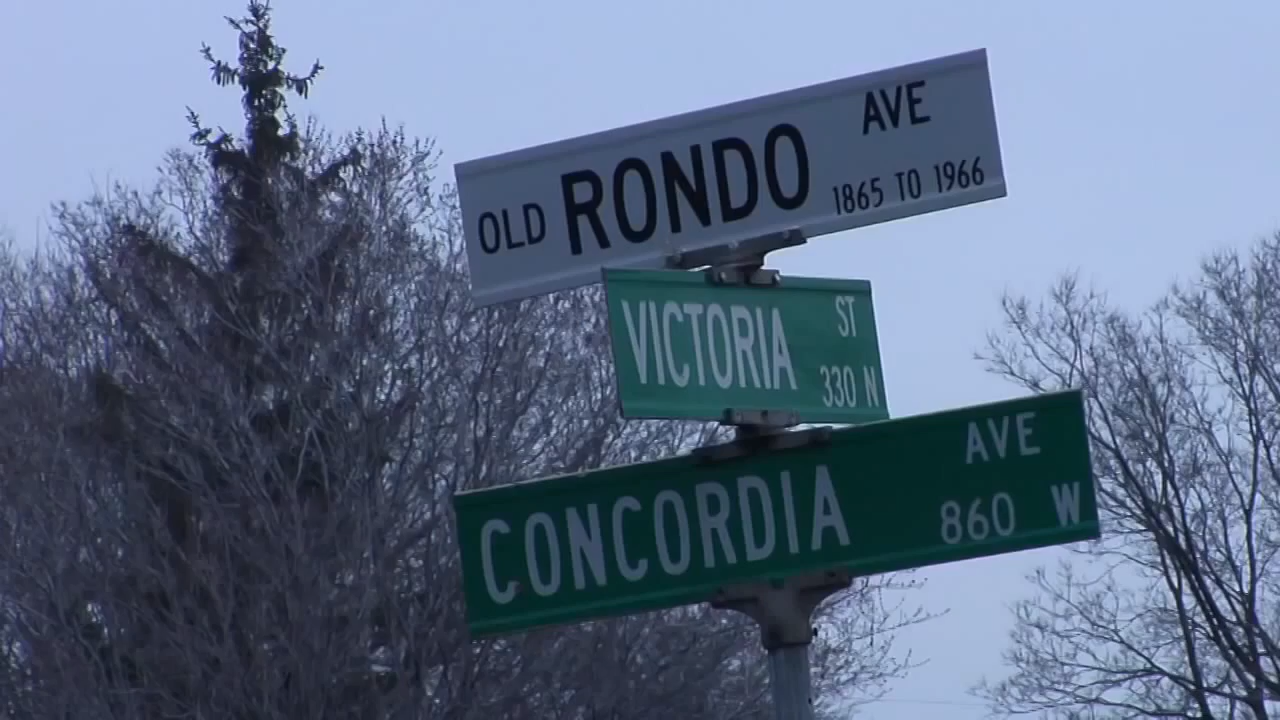 OLD RONDO AVE
1865 TO 1966
VICTORIA ST
330 N
CONCORDIA AVE
860 W